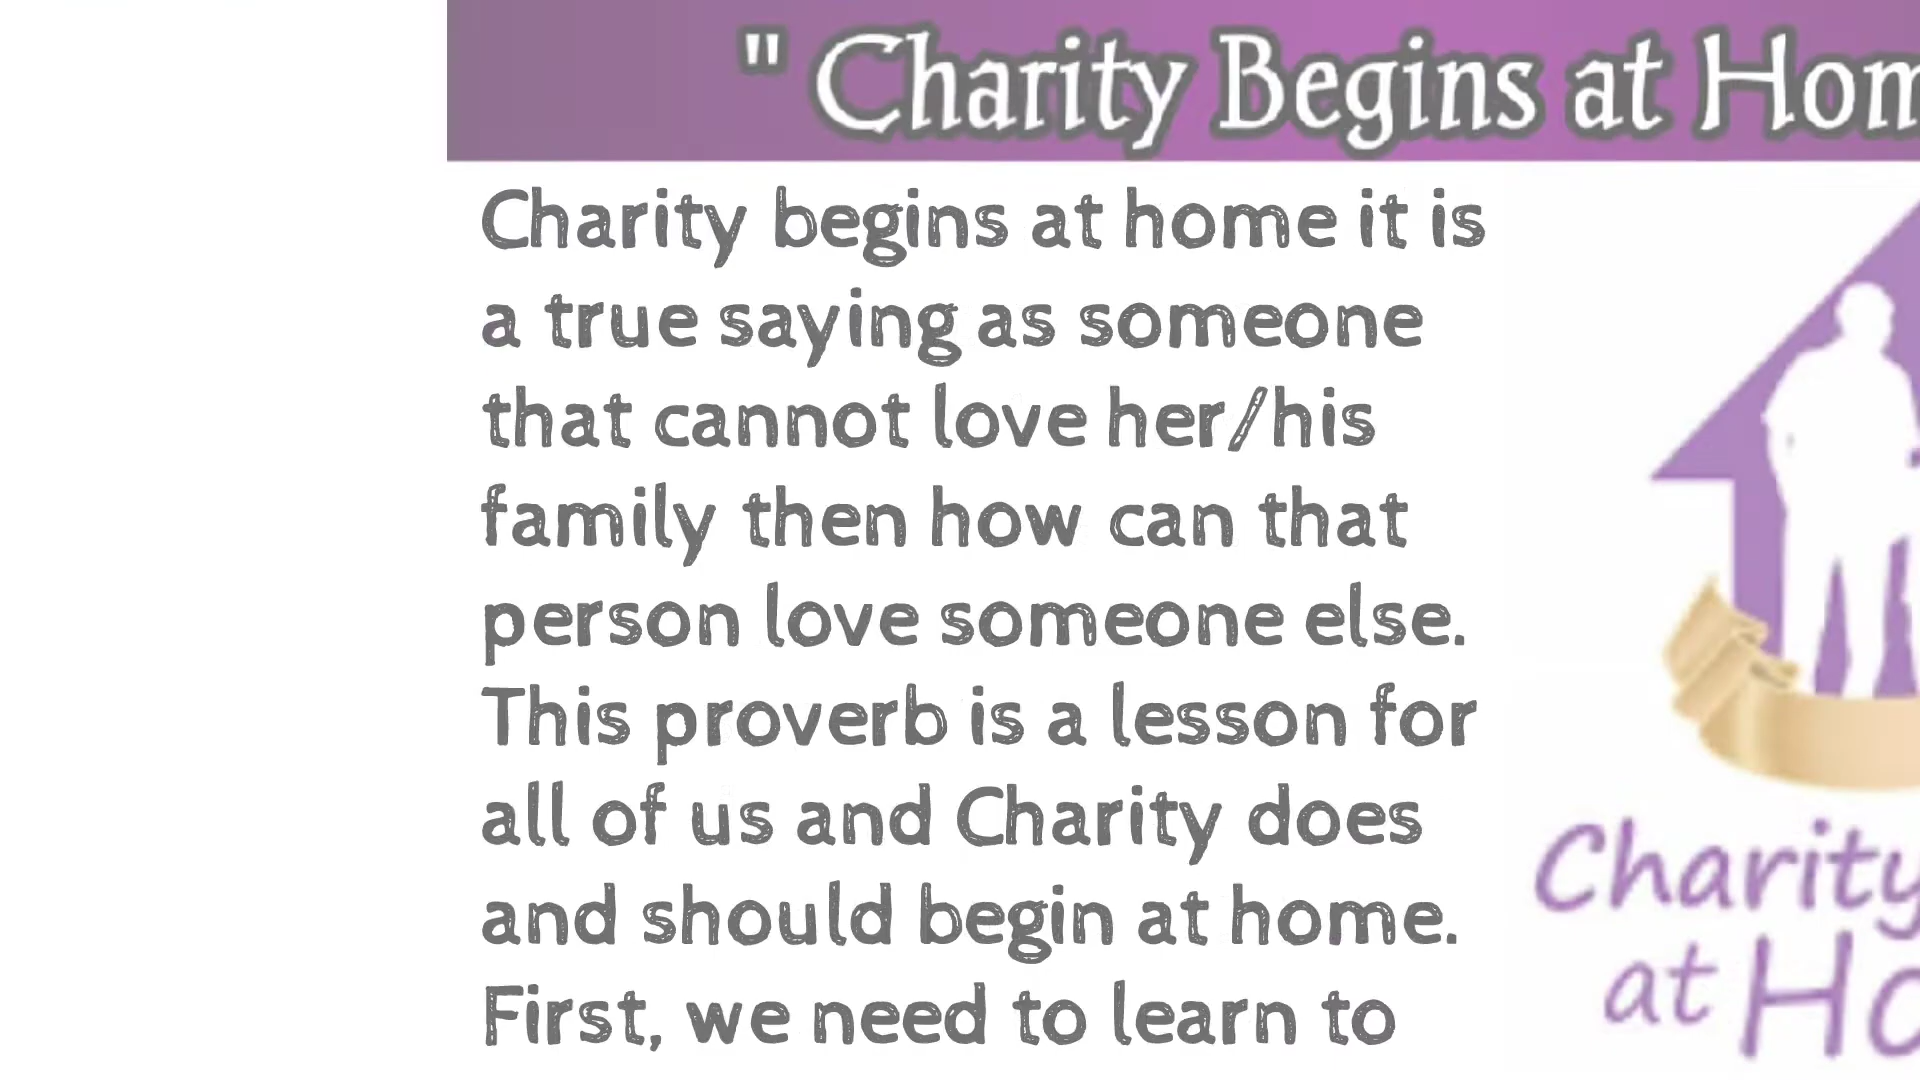 " Charity Begins at Hom
Charity begins at home it is
a true saying as someone
that cannot love her/his
family then how can that
person love someone else.
This proverb is a lesson for
all of us and Charity does
and should begin at home.
First, we need to learn to
Charity
at Ho